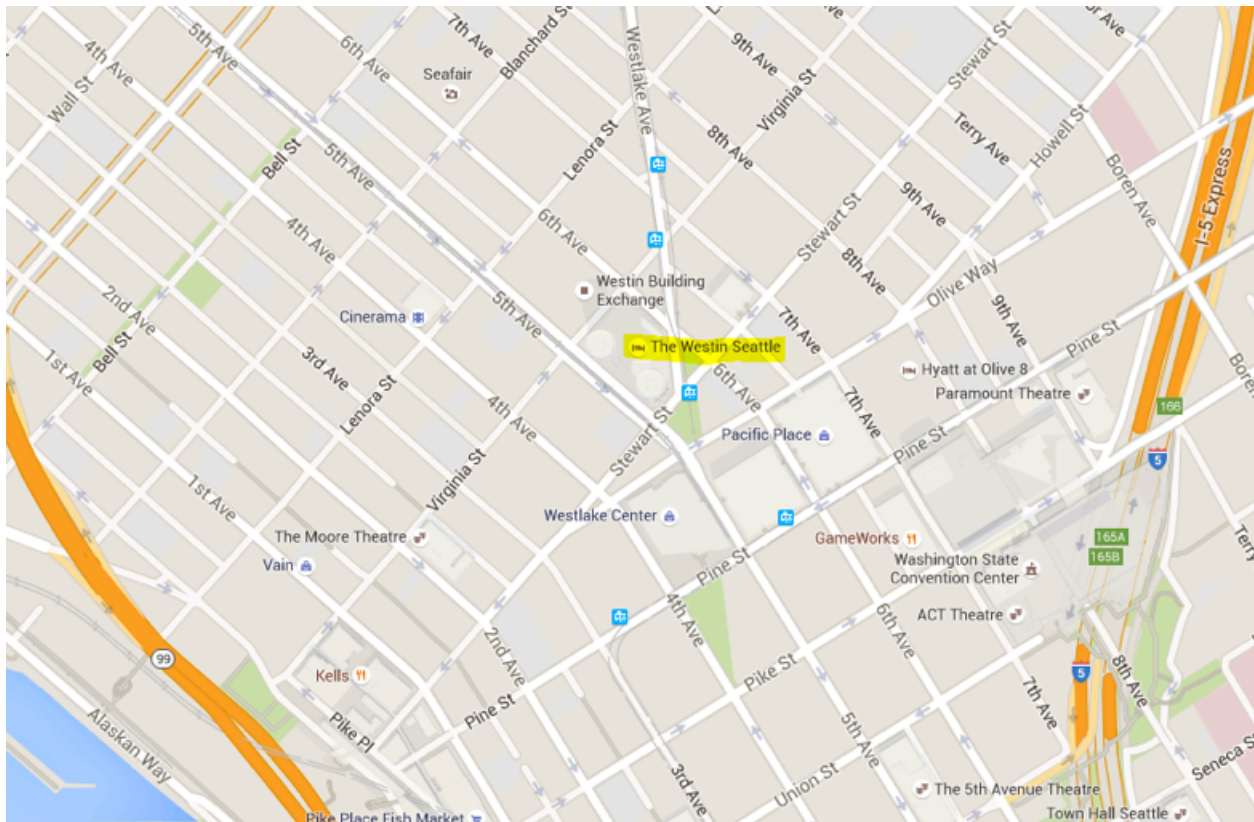 5th Ave
6th Ave
7th Ave
Blanchard St
Westlake Ave
9th Ave
Stewart St
4th Ave
Seafair
Virginia St
Wall St
Terry Ave
Howell St
8th Ave
Bell St
Lenora St
5th Ave
Boren Ave
9th Ave
Stewart St
I-5 Express
4th Ave
6th Ave
8th Ave
Olive Way
Westin Building
Exchange
2nd Ave
Cinerama
5th Ave
7th Ave
9th Ave
Pine St
Bell St
The Westin Seattle
1st Ave
3rd Ave
Hyatt at Olive 8
Paramount Theatre
6th Ave
7th Ave
166
Lenora St
4th Ave
Stewart St
Pacific Place
Pine St
5
Virginia St
1st Ave
Westlake Center
The Moore Theatre
GameWorks
165A
165B
Vain
Pine St
Washington State
Convention Center
Terry
ACT Theatre
4th Ave
6th Ave
99
2nd Ave
Kells
Pike St
5
8th Ave
7th Ave
Pine St
Pike Pl
Alaskan Way
5th Ave
Union St
3rd Ave
Seneca St
The 5th Avenue Theatre
Pike Place Fish Market
Town Hall Seattle